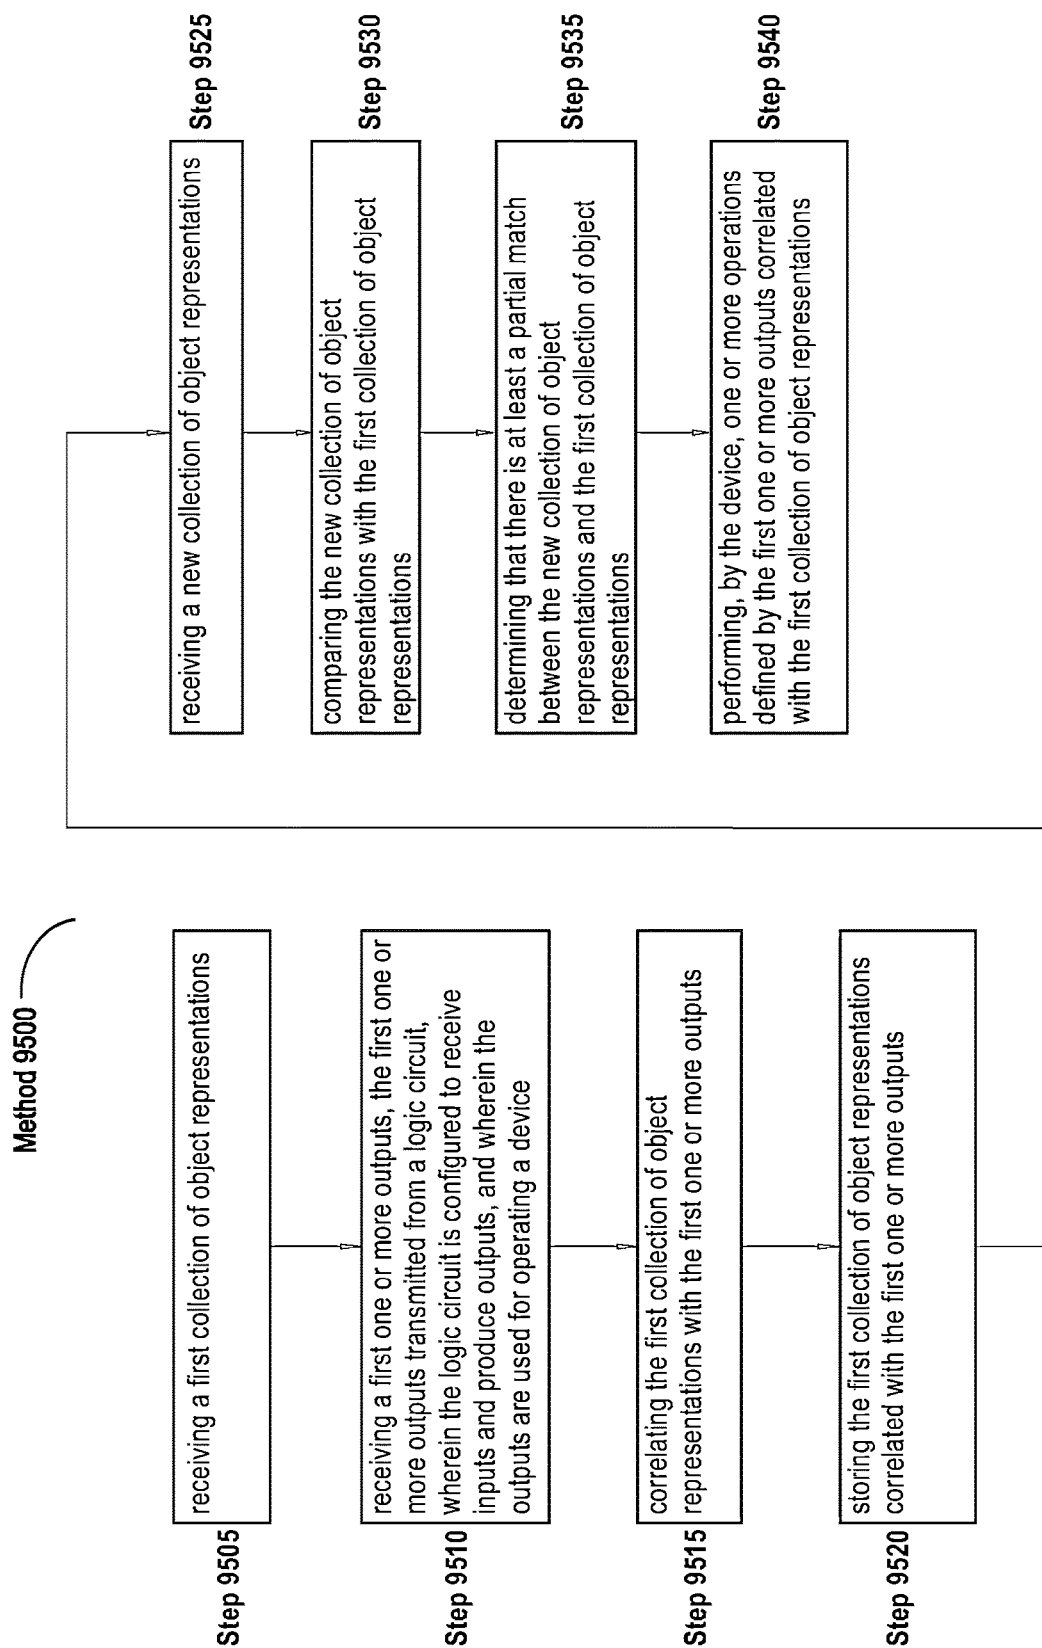 Method 9500
Step 9505
receiving a first collection of object representations
Step 9510
receiving a first one or more outputs, the first one or
more outputs transmitted from a logic circuit,
wherein the logic circuit is configured to receive
inputs and produce outputs, and wherein the
outputs are used for operating a device
Step 9515
correlating the first collection of object
representations with the first one or more outputs
Step 9520
storing the first collection of object representations
correlated with the first one or more outputs
receiving a new collection of object representations
Step 9525
comparing the new collection of object
representations with the first collection of object
representations
Step 9530
determining that there is at least a partial match
between the new collection of object
representations and the first collection of object
representations
Step 9535
performing, by the device, one or more operations
defined by the first one or more outputs correlated
with the first collection of object representations
Step 9540